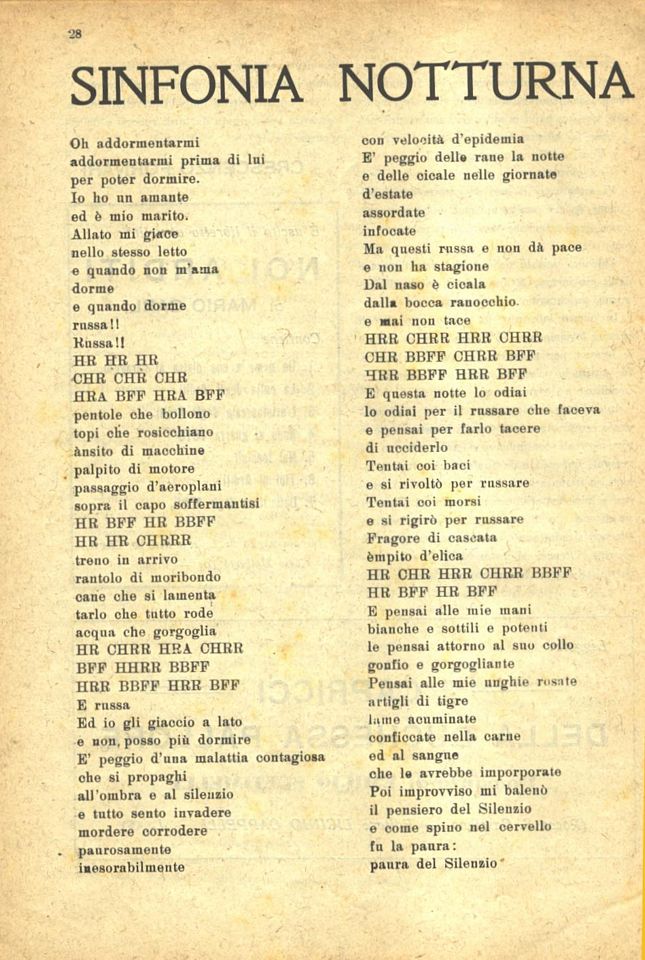 28
SINFONIA NOTTURNA
Oh addormentarmi
addormentarmi prima di lui
per poter dormire.
Io ho un amante
ed è mio marito.
Allato mi giace
nello stesso letto
e quando non m'ama
dorme
e quando dorme
russa!!
Russa!!
HR HR HR
CHR CHR CHR
HRA BFF HRA BFF
pentole che bollono
topi che rosicchiano
ànsito di macchine
palpito di motore
passaggio d'aeroplani
sopra il capo soffermantisi
HR BFF HR BBFF
HR HR CHRRR
treno in arrivo
rantolo di moribondo
cane che si lamenta
tarlo che tutto rode
acqua che gorgoglia
HR CHRR HRA CHRR
BFF HHRR BBFF
HRR BBFF HRR BFF
E russa
Ed io gli giaccio a lato
e non posso più dormire
E' peggio d'una malattia contagiosa
che si propaghi
all'ombra e al silenzio
e tutto sento invadere
mordere corrodere
paurosamente
inesorabilmente
con velocità d'epidemia
E' peggio delle rane la notte
e delle cicale nelle giornate
d'estate
assordate
infocate
Ma questi russa e non dà pace
e non ha stagione
Dal naso è cicala
dalla bocca ranocchio
e mai non tace
HRR CHRR HRR CHRR
CHR BBFF CHRR BFF
HRR BBFF HRR BFF
E questa notte lo odiai
lo odiai per il russare che faceva
e pensai per farlo tacere
di ucciderlo
Tentai coi baci
e si rivoltò per russare
Tentai coi morsi
e si rigirò per russare
Fragore di cascata
èmpito d'elica
HR CHR HRR CHRR BBFF
HR BFF HR BFF
E pensai alle mie mani
bianche e sottili e potenti
le pensai attorno al suo collo
gonfio e gorgogliante
Pensai alle mie unghie rosate
artigli di tigre
lame acuminate
conficcate nella carne
ed al sangue
che le avrebbe imporporate
Poi improvviso mi balenò
il pensiero del Silenzio
e come spino nel cervello
fu la paura:
paura del Silenzio